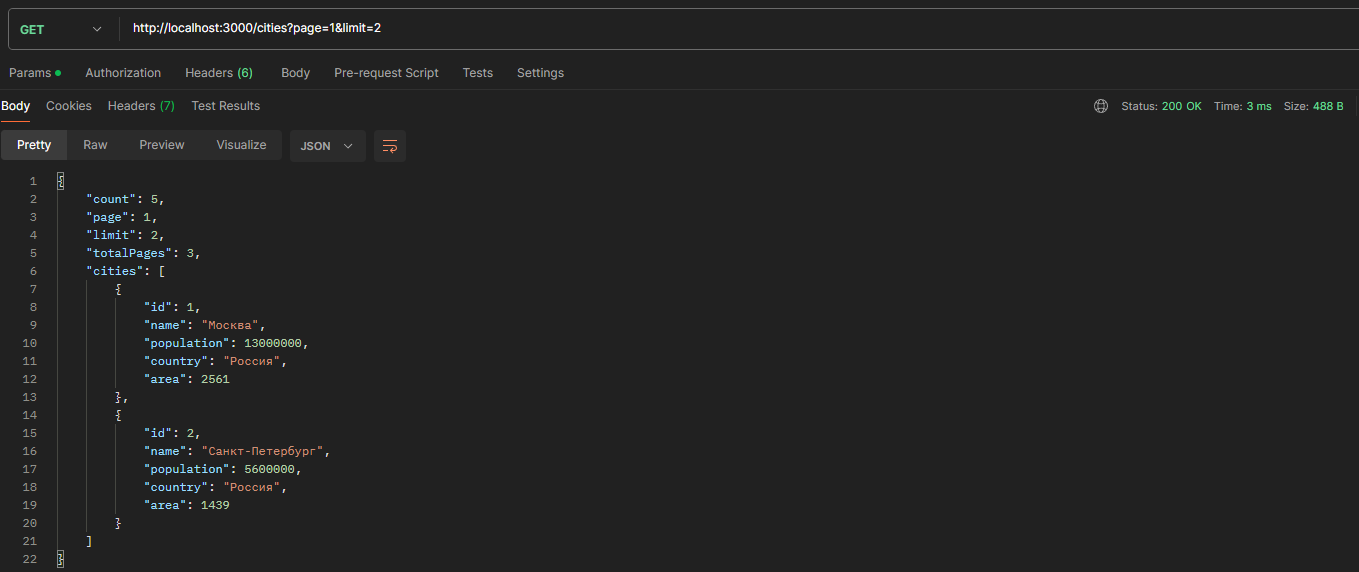 GET http://localhost:3000/cities?page=1&limit=2
Params Authorization Headers (6) Body Pre-request Script Tests Settings
Body Cookies Headers (7) Test Results Status: 200 OK Time: 3 ms Size: 488 B
Pretty Raw Preview Visualize JSON
1 {
2 "count": 5,
3 "page": 1,
4 "limit": 2,
5 "totalPages": 3,
6 "cities": [
7 {
8 "id": 1,
9 "name": "Москва",
10 "population": 13000000,
11 "country": "Россия",
12 "area": 2561
13 },
14 {
15 "id": 2,
16 "name": "Санкт-Петербург",
17 "population": 5600000,
18 "country": "Россия",
19 "area": 1439
20 }
21 ]
22 }